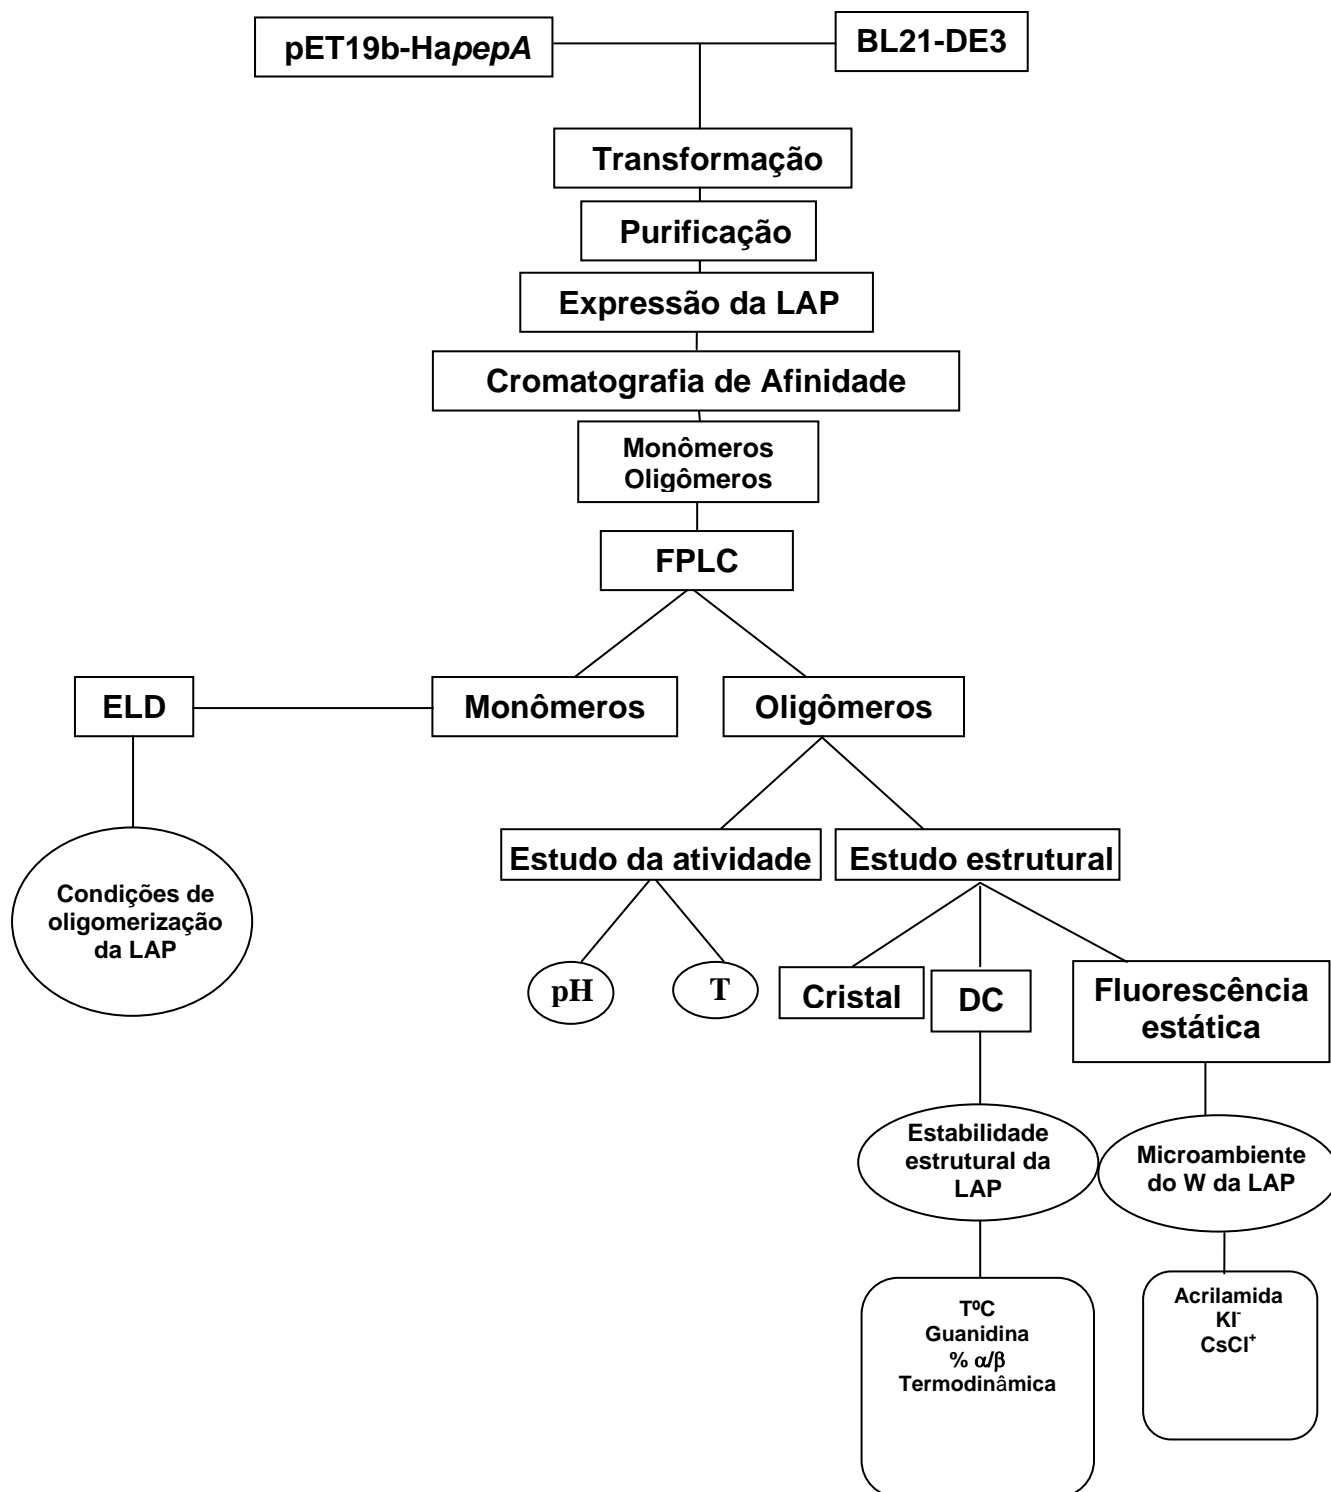 pET19b-HapepA
BL21-DE3
Transformação
Purificação
Expressão da LAP
Cromatografia de Afinidade
Monômeros
Oligômeros
FPLC
ELD
Monômeros
Oligômeros
Condições de
oligomerização
da LAP
Estudo da atividade
Estudo estrutural
pH
T
Cristal
DC
Fluorescência
estática
Estabilidade
estrutural da
LAP
Microambiente
do W da LAP
TºC
Guanidina
% α/β
Termodinâmica
Acrilamida
KI⁻
CsCl⁺